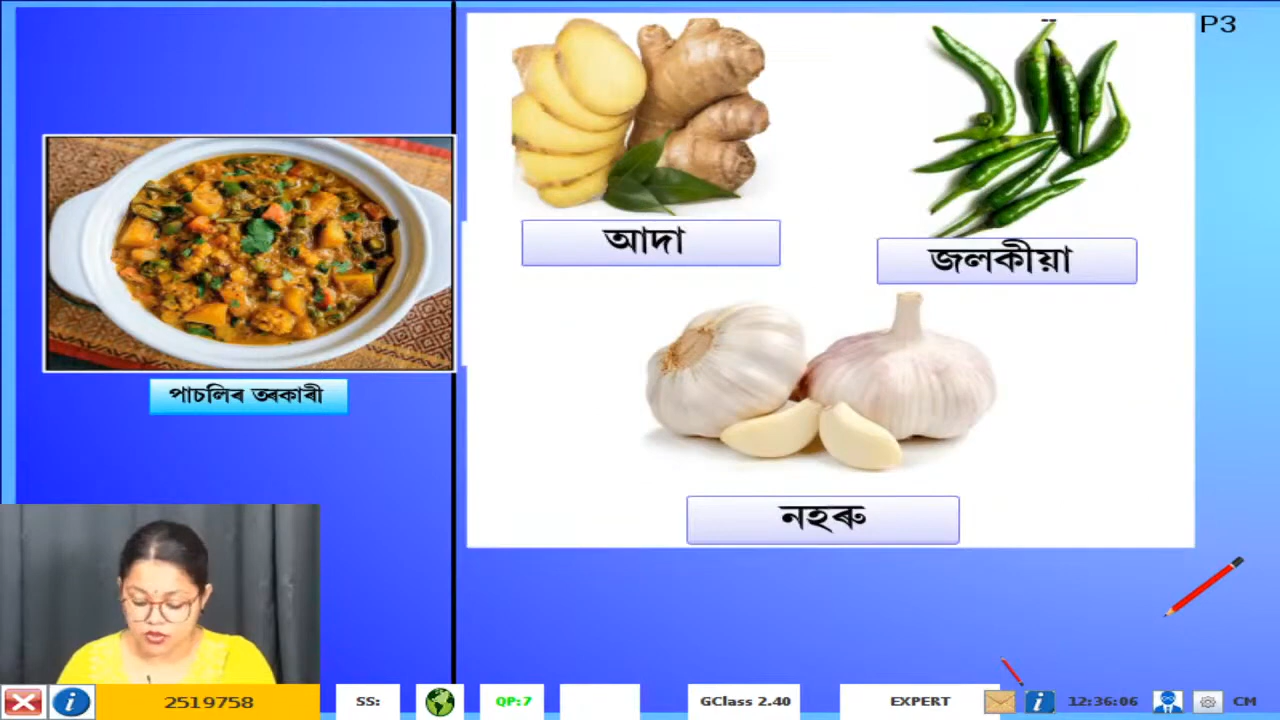 P3
আদা
জলকীয়া
পাচলিৰ তৰকাৰী
নহৰু
2519758
SS:
QP:7
GClass 2.40
EXPERT
12:36:06
CM